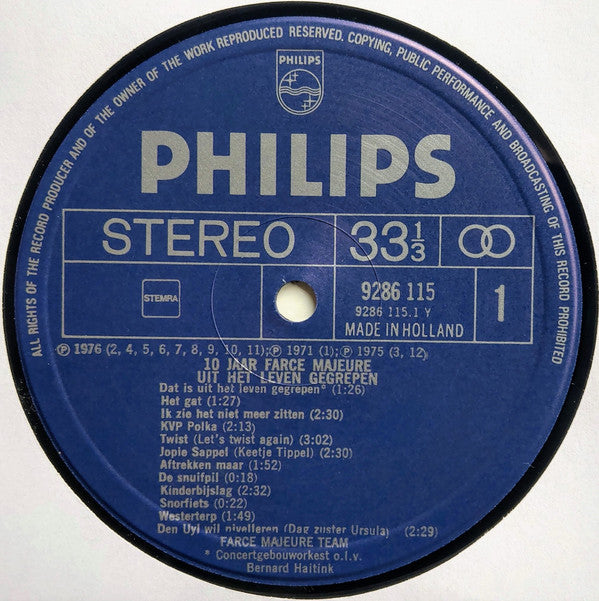 ALL RIGHTS OF THE RECORD PRODUCER AND OF THE OWNER OF THE WORK REPRODUCED RESERVED. COPYING, PUBLIC PERFORMANCE AND BROADCASTING OF THIS RECORD PROHIBITED
PHILIPS
PHILIPS
STEREO 33 1/3
STEMRA
9286 115
9286 115.1 Y
MADE IN HOLLAND
1
℗ 1976 (2, 4, 5, 6, 7, 8, 9, 10, 11);℗ 1971 (1);℗ 1975 (3, 12)
10 JAAR FARCE MAJEURE
UIT HET LEVEN GEGREPEN
Dat is uit het leven gegrepen* (1:26)
Het gat (1:27)
Ik zie het niet meer zitten (2:30)
KVP Polka (2:13)
Twist (Let's twist again) (3:02)
Jopie Sappel (Keetje Tippel) (2:30)
Aftrekken maar (1:52)
De snuifpil (0:18)
Kinderbijslag (2:32)
Snorfiets (0:22)
Westerterp (1:49)
Den Uyl wil nivelleren (Dag zuster Ursula) (2:29)
FARCE MAJEURE TEAM
* Concertgebouworkest o.l.v.
Bernard Haitink